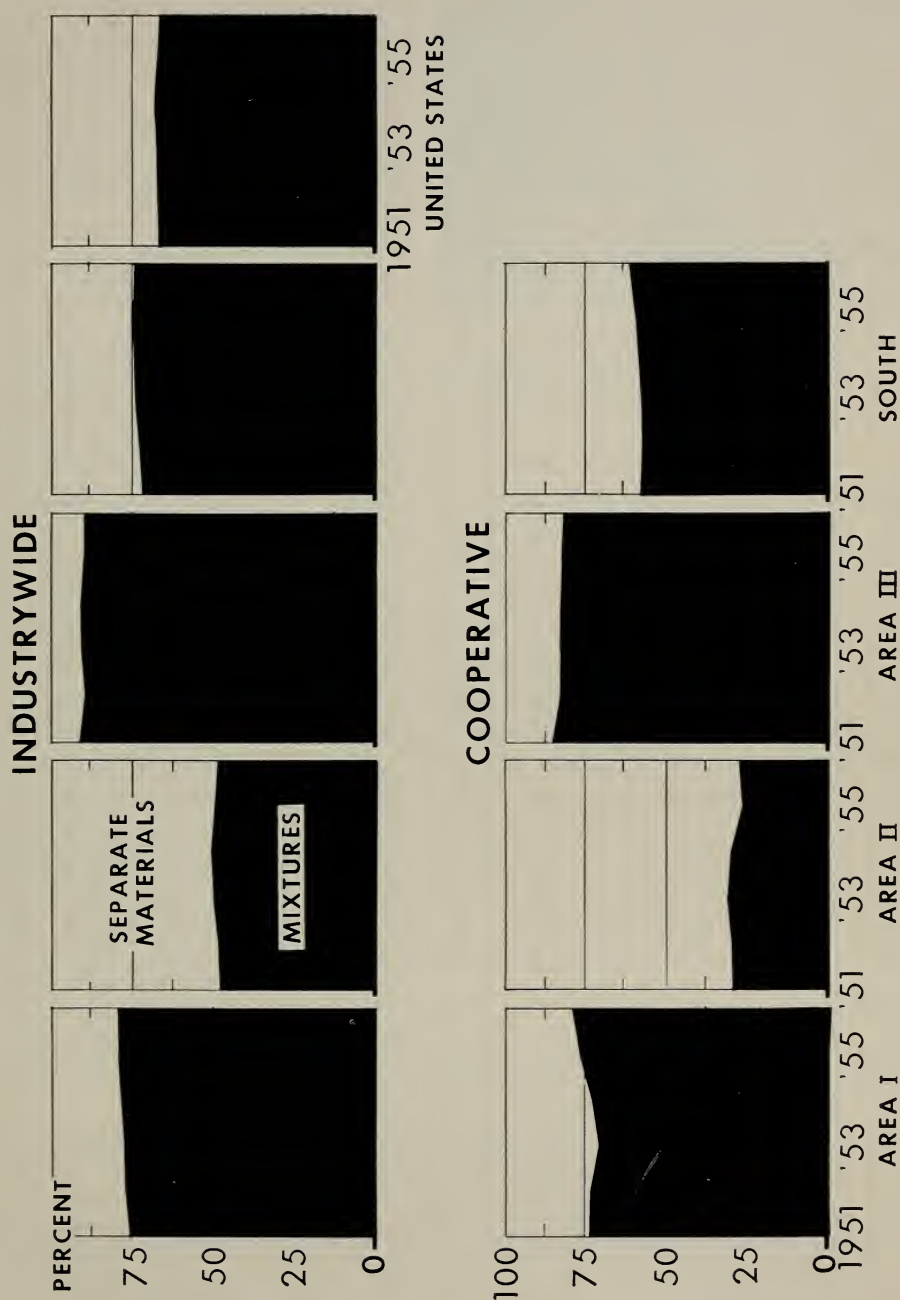 INDUSTRYWIDE
PERCENT
75
50
25
0
SEPARATE
MATERIALS
MIXTURES
1951 '53 '55
UNITED STATES
COOPERATIVE
100
75
50
25
0
1951 '53 '55
AREA I
'51 '53 '55
AREA II
'51 '53 '55
AREA III
'51 '53 '55
SOUTH